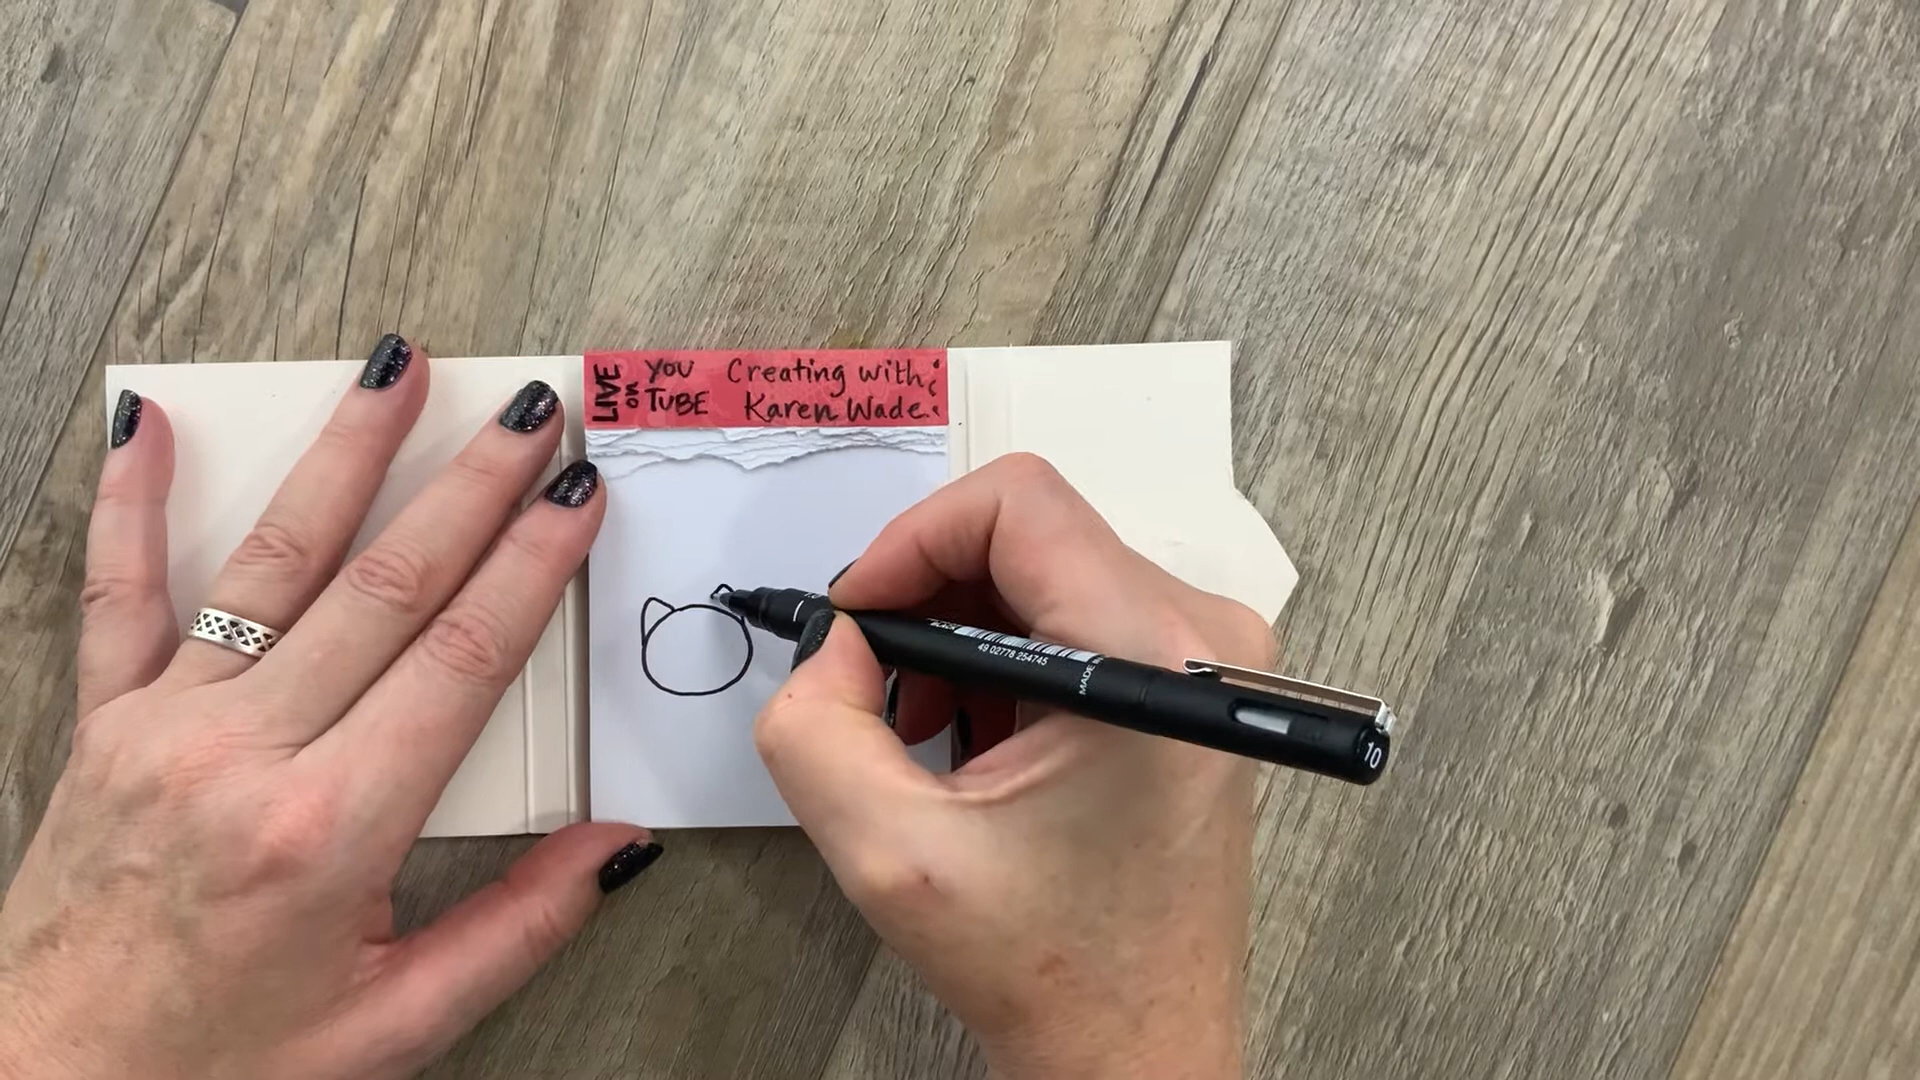 LIVE on YOU TUBE
Creating with:
Karen Wade:
49 02778 254745
MADE
10